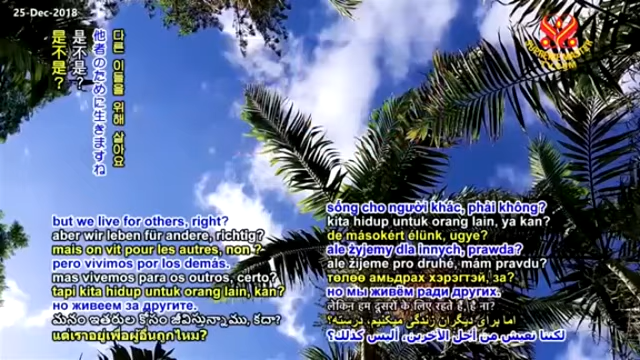 25-Dec-2018
SUPREME MASTER
TV.COM
다른 이들을 위해 살아요
他者のために生きますね
是不是?
是不是?
but we live for others, right?
aber wir leben für andere, richtig?
mais on vit pour les autres, non ?
pero vivimos por los demás.
mas vivemos para os outros, certo?
tapi kita hidup untuk orang lain, kan?
но живеем за другите.
మనం ఇతరుల కోసం జీవిస్తున్నాము, కదా?
แต่เราอยู่เพื่อผู้อื่นถูกไหม?
sống cho người khác, phải không?
kita hidup untuk orang lain, ya kan?
de másokért élünk, ugye?
ale żyjemy dla innych, prawda?
ale žijeme pro druhé, mám pravdu?
төлөө амьдрах хэрэгтэй, за?
но мы живём ради других.
लेकिन हम दूसरों के लिए रहते हैं, है ना?
اما برای دیگران زندگی میکنیم، درسته؟
لكننا نعيش من أجل الآخرين، أليس كذلك؟